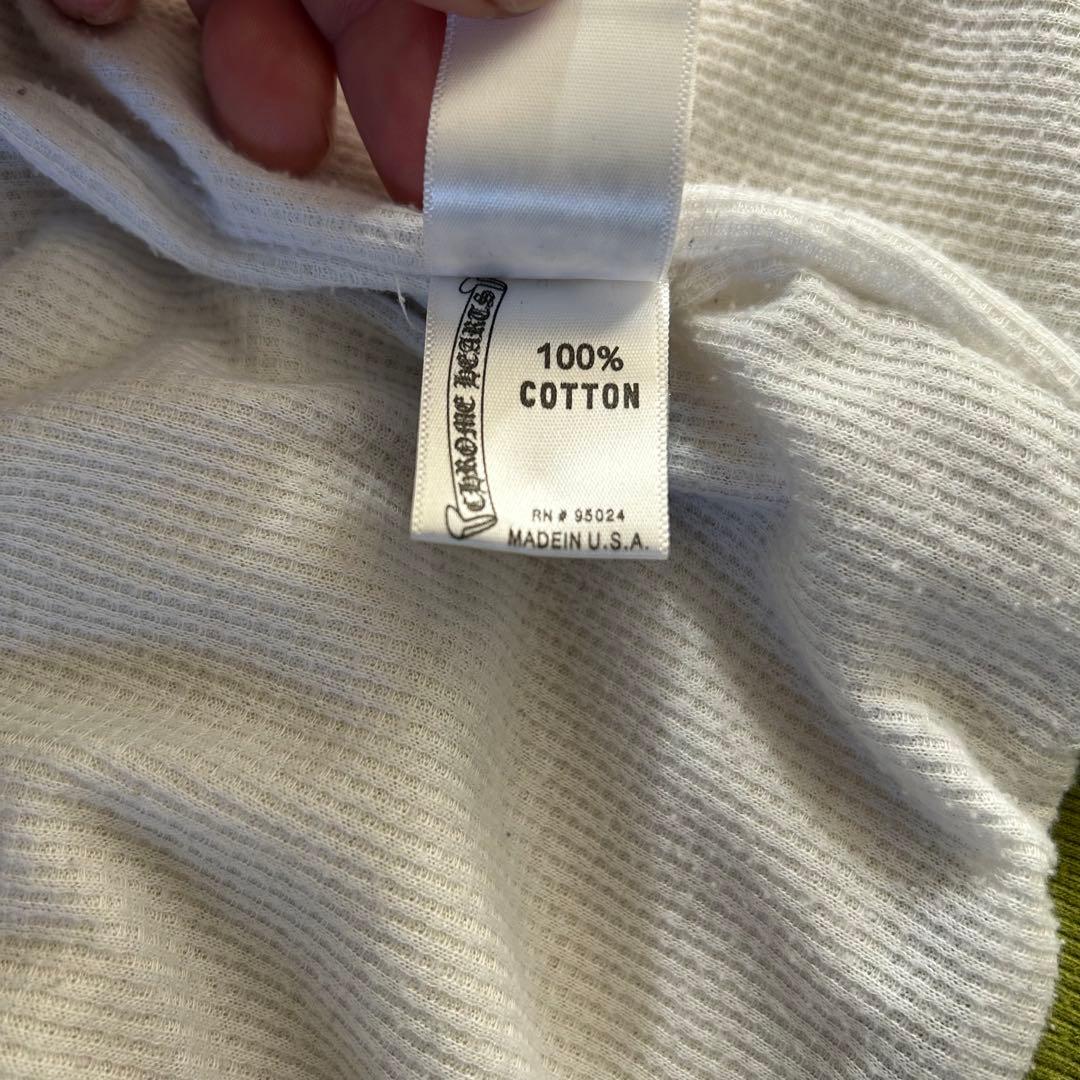 CHROME HEARTS
100%
COTTON
RN # 95024
MADEIN U.S.A.